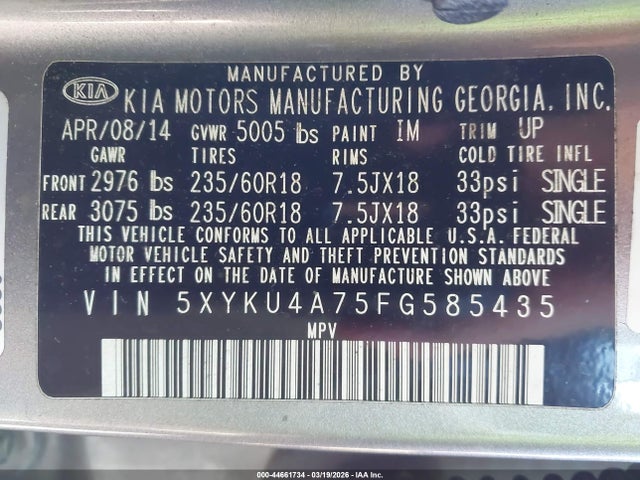 MANUFACTURED BY
KIA KIA MOTORS MANUFACTURING GEORGIA, INC.
APR/08/14 GVWR 5005 lbs PAINT IM TRIM UP
GAWR TIRES RIMS COLD TIRE INFL
FRONT 2976 lbs 235/60R18 7.5JX18 33psi SINGLE
REAR 3075 lbs 235/60R18 7.5JX18 33psi SINGLE
THIS VEHICLE CONFORMS TO ALL APPLICABLE U.S.A. FEDERAL
MOTOR VEHICLE SAFETY AND THEFT PREVENTION STANDARDS
IN EFFECT ON THE DATE OF MANUFACTURE SHOWN ABOVE
VIN 5XYKU4A75FG585435
MPV
000-44661734 - 03/19/2026 - IAA Inc.